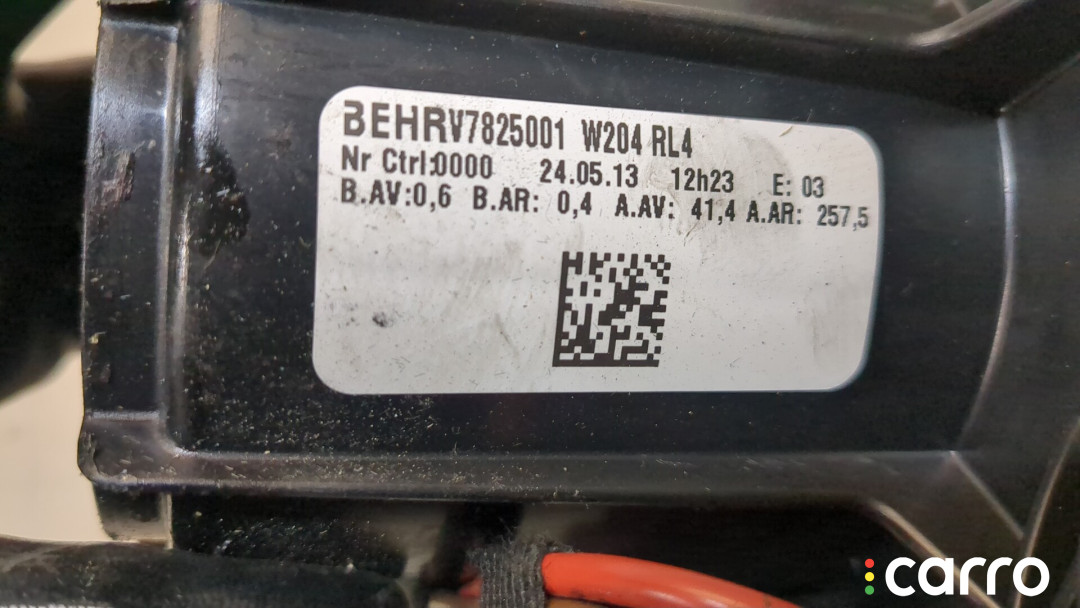 BEHRV7825001 W204 RL4
Nr Ctrl:0000 24.05.13 12h23 E: 03
B.AV:0,6 B.AR: 0,4 A.AV: 41,4 A.AR: 257,5
carro